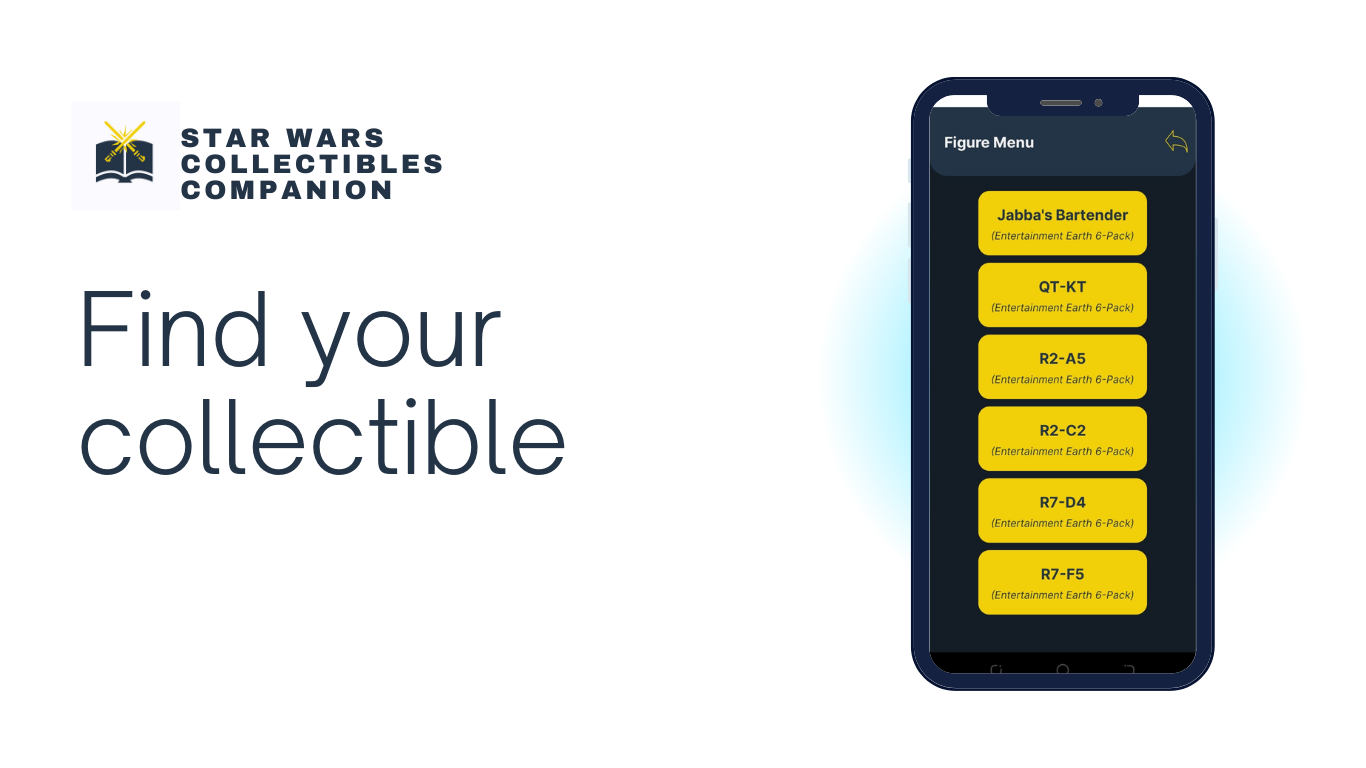 STAR WARS
COLLECTIBLES
COMPANION
Find your
collectible
Figure Menu
Jabba's Bartender
(Entertainment Earth 6-Pack)
QT-KT
(Entertainment Earth 6-Pack)
R2-A5
(Entertainment Earth 6-Pack)
R2-C2
(Entertainment Earth 6-Pack)
R7-D4
(Entertainment Earth 6-Pack)
R7-F5
(Entertainment Earth 6-Pack)